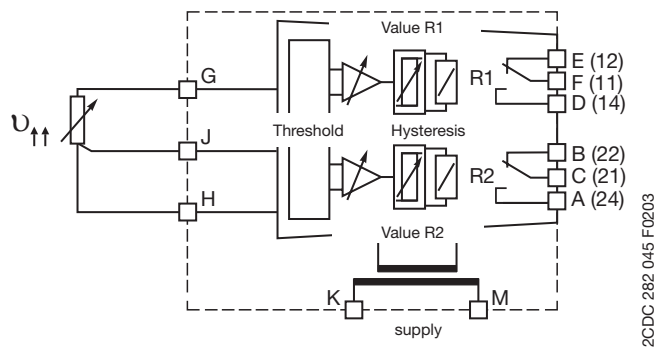 Value R1
G
E (12)
R1
F (11)
D (14)
ϑ
Threshold
Hysteresis
J
B (22)
R2
C (21)
H
A (24)
Value R2
K
M
supply
2CDC 282 045 F0203